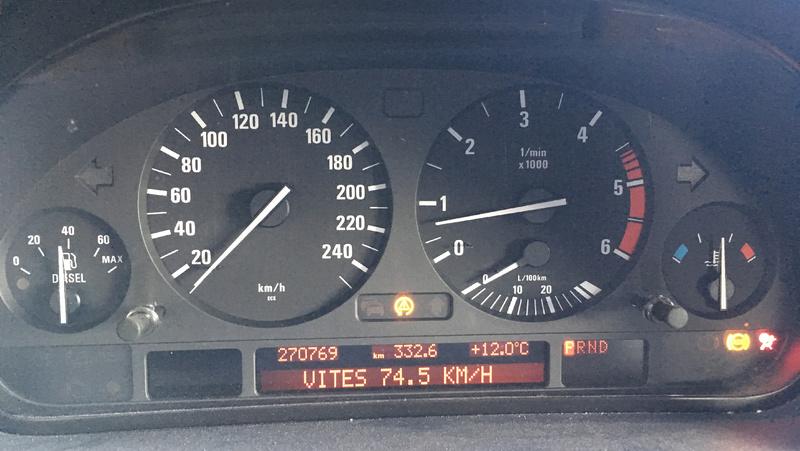 20 40 60 80 100 120 140 160 180 200 220 240
km/h
ECE
0 1 2 3 4 5 6
1/min
x1000
0 20 40 60 MAX
DIESEL
0 10 20
L/100km
270769 km 332.6 +12.0°C
PRND
VITES 74.5 KM/H